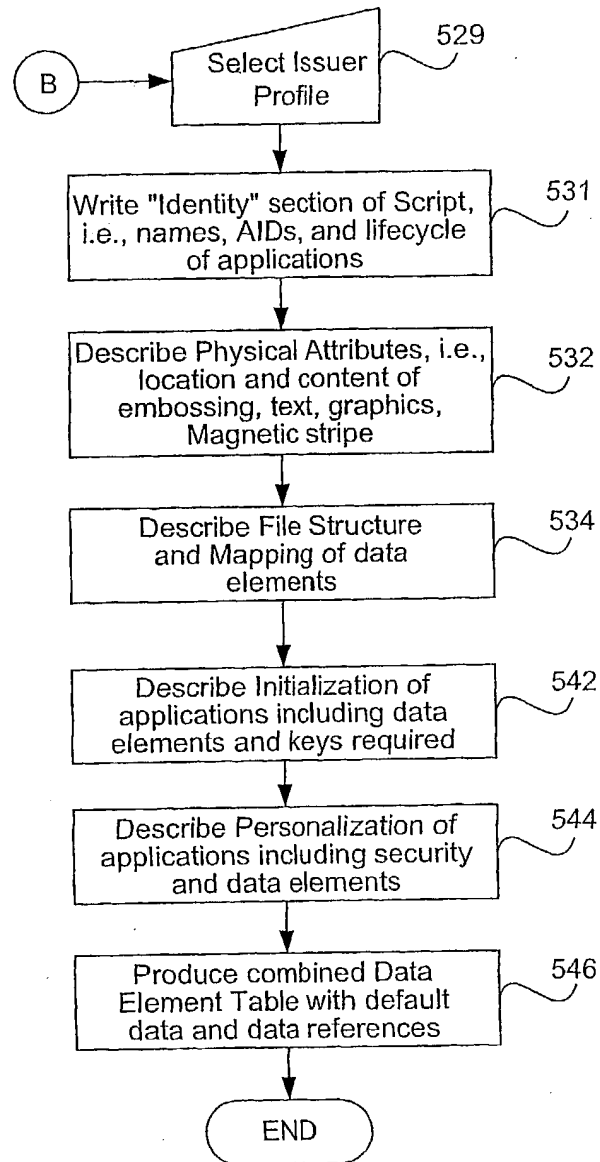 529
Select Issuer
B
Profile
531
Write "Identity" section of Script,
i.e., names, AIDs, and lifecycle
of applications
Describe Physical Attributes, i.e.,
532
location and content of
embossing, text, graphics,
Magnetic stripe
534
Describe File Structure
and Mapping of data
elements
542
Describe Initialization of
applications including data
elements and keys required
544
Describe Personalization of
applications including security
and data elements
546
Produce combined Data
Element Table with default
data and data references
END